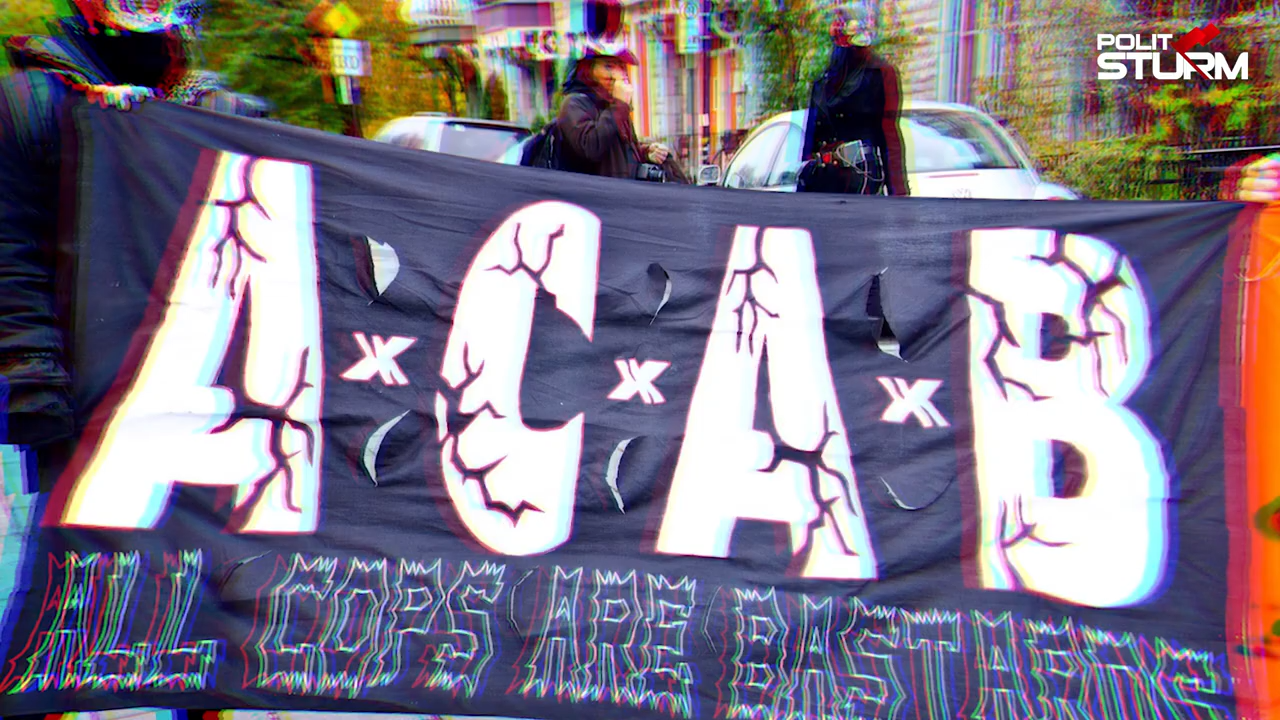 POLIT
STURM
A x C x A x B
ALL COPS ARE BASTARDS